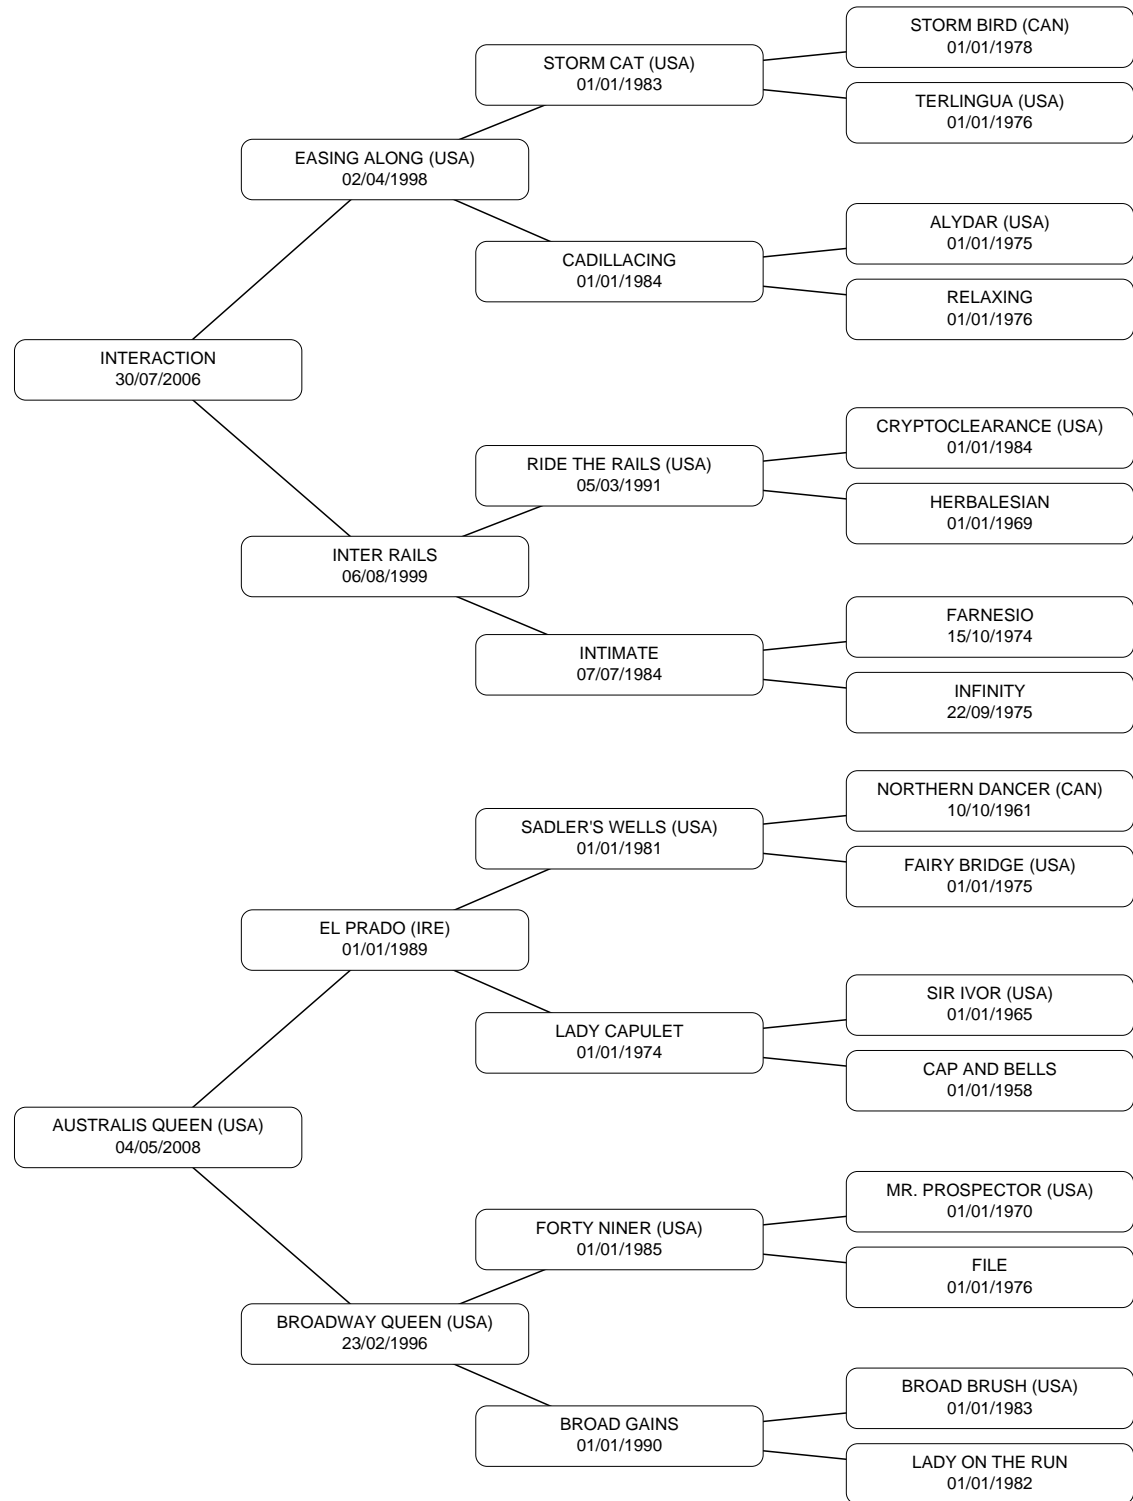 STORM BIRD (CAN)
01/01/1978
STORM CAT (USA)
01/01/1983
TERLINGUA (USA)
01/01/1976
EASING ALONG (USA)
02/04/1998
ALYDAR (USA)
01/01/1975
CADILLACING
01/01/1984
RELAXING
01/01/1976
INTERACTION
30/07/2006
CRYPTOCLEARANCE (USA)
01/01/1984
RIDE THE RAILS (USA)
05/03/1991
HERBALESIAN
01/01/1969
INTER RAILS
06/08/1999
FARNESIO
15/10/1974
INTIMATE
07/07/1984
INFINITY
22/09/1975
NORTHERN DANCER (CAN)
10/10/1961
SADLER'S WELLS (USA)
01/01/1981
FAIRY BRIDGE (USA)
01/01/1975
EL PRADO (IRE)
01/01/1989
SIR IVOR (USA)
01/01/1965
LADY CAPULET
01/01/1974
CAP AND BELLS
01/01/1958
AUSTRALIS QUEEN (USA)
04/05/2008
MR. PROSPECTOR (USA)
01/01/1970
FORTY NINER (USA)
01/01/1985
FILE
01/01/1976
BROADWAY QUEEN (USA)
23/02/1996
BROAD BRUSH (USA)
01/01/1983
BROAD GAINS
01/01/1990
LADY ON THE RUN
01/01/1982